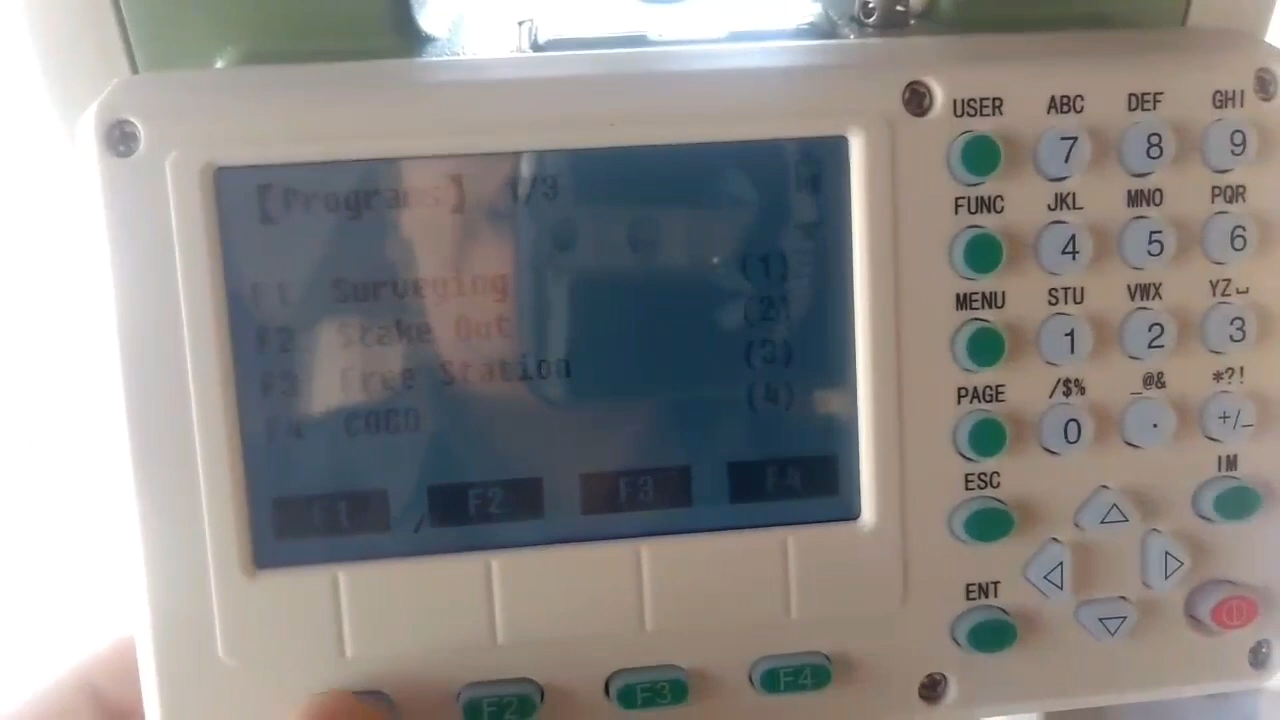 【Programs】 1/3
F1 Surveying (1)
F2 Stake Out (2)
F3 Free Station (3)
F4 COGO (4)
F1 F2 F3 F4
USER ABC DEF GHI
7 8 9
FUNC JKL MNO PQR
4 5 6
MENU STU VWX YZ␣
1 2 3
PAGE /$% _@& *?!
0 . +/_
ESC IM
ENT
F2 F3 F4